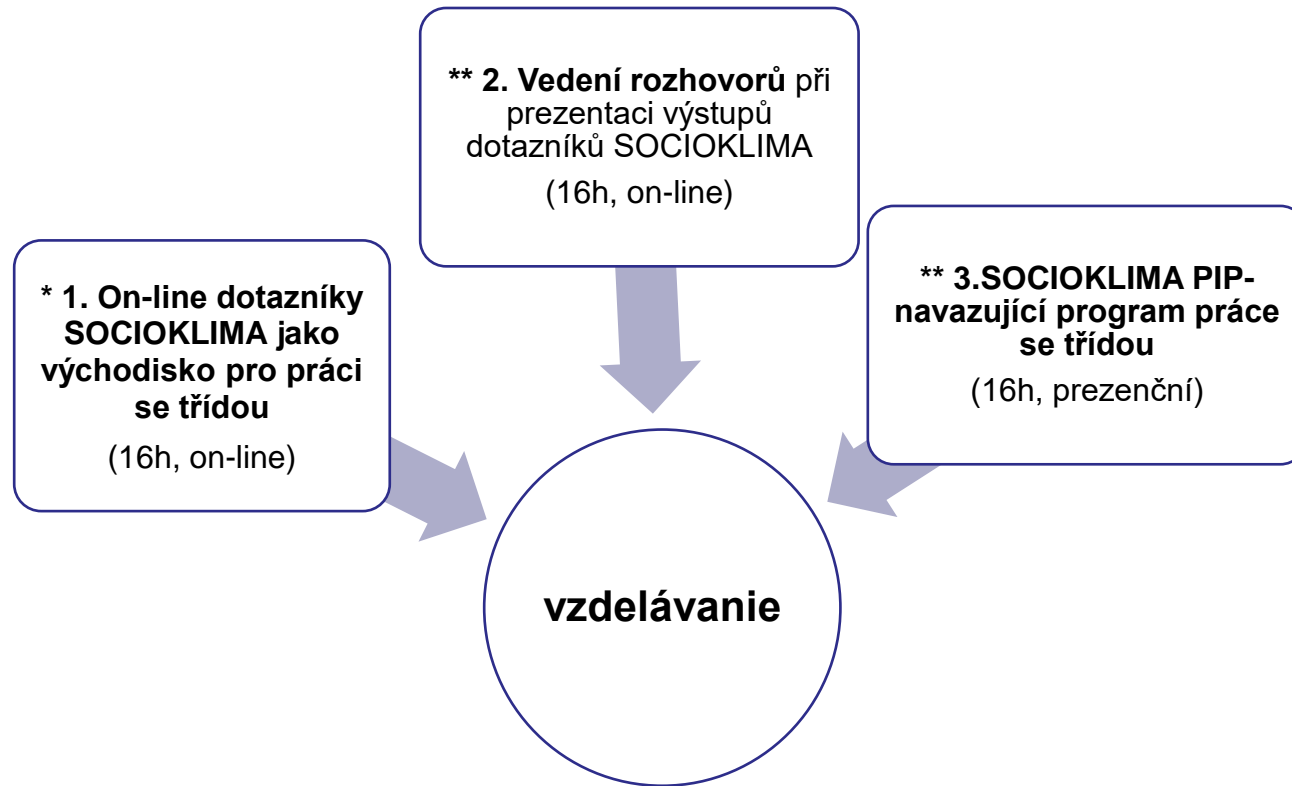 * 1. On-line dotazníky
SOCIOKLIMA jako
východisko pro práci
se třídou
(16h, on-line)
** 2. Vedení rozhovorů při
prezentaci výstupů
dotazníků SOCIOKLIMA
(16h, on-line)
** 3.SOCIOKLIMA PIP-
navazující program práce
se třídou
(16h, prezenční)
vzdelávanie